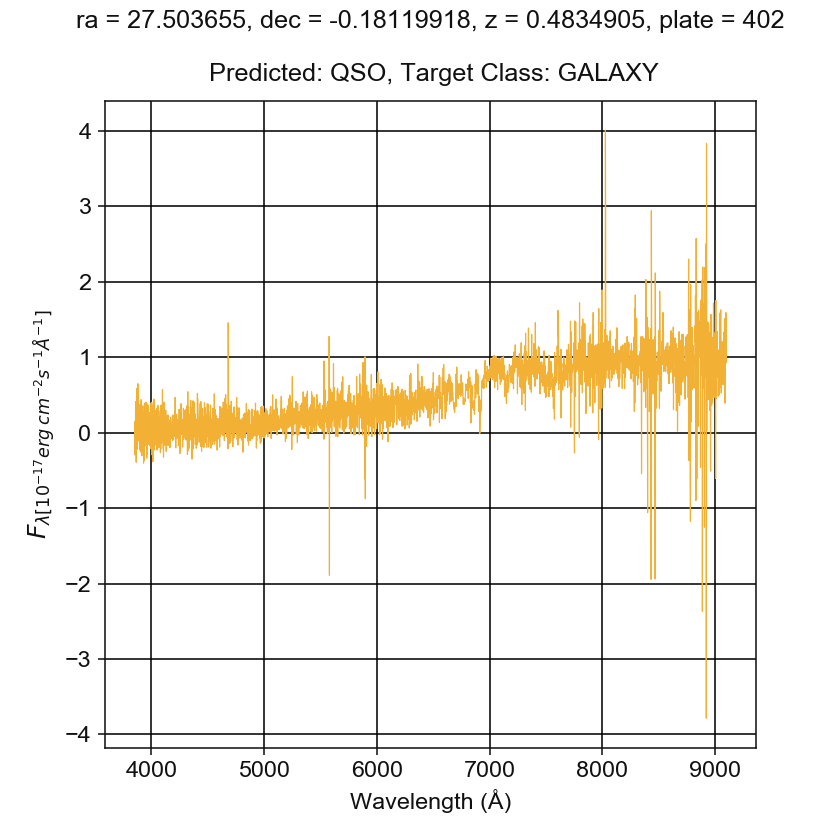 ra = 27.503655, dec = -0.18119918, z = 0.4834905, plate = 402
Predicted: QSO, Target Class: GALAXY
4
3
2
1
0
−1
−2
−3
−4
F_λ[10^{−17} erg cm^{−2} s^{−1} Å^{−1}]
4000 5000 6000 7000 8000 9000
Wavelength (Å)